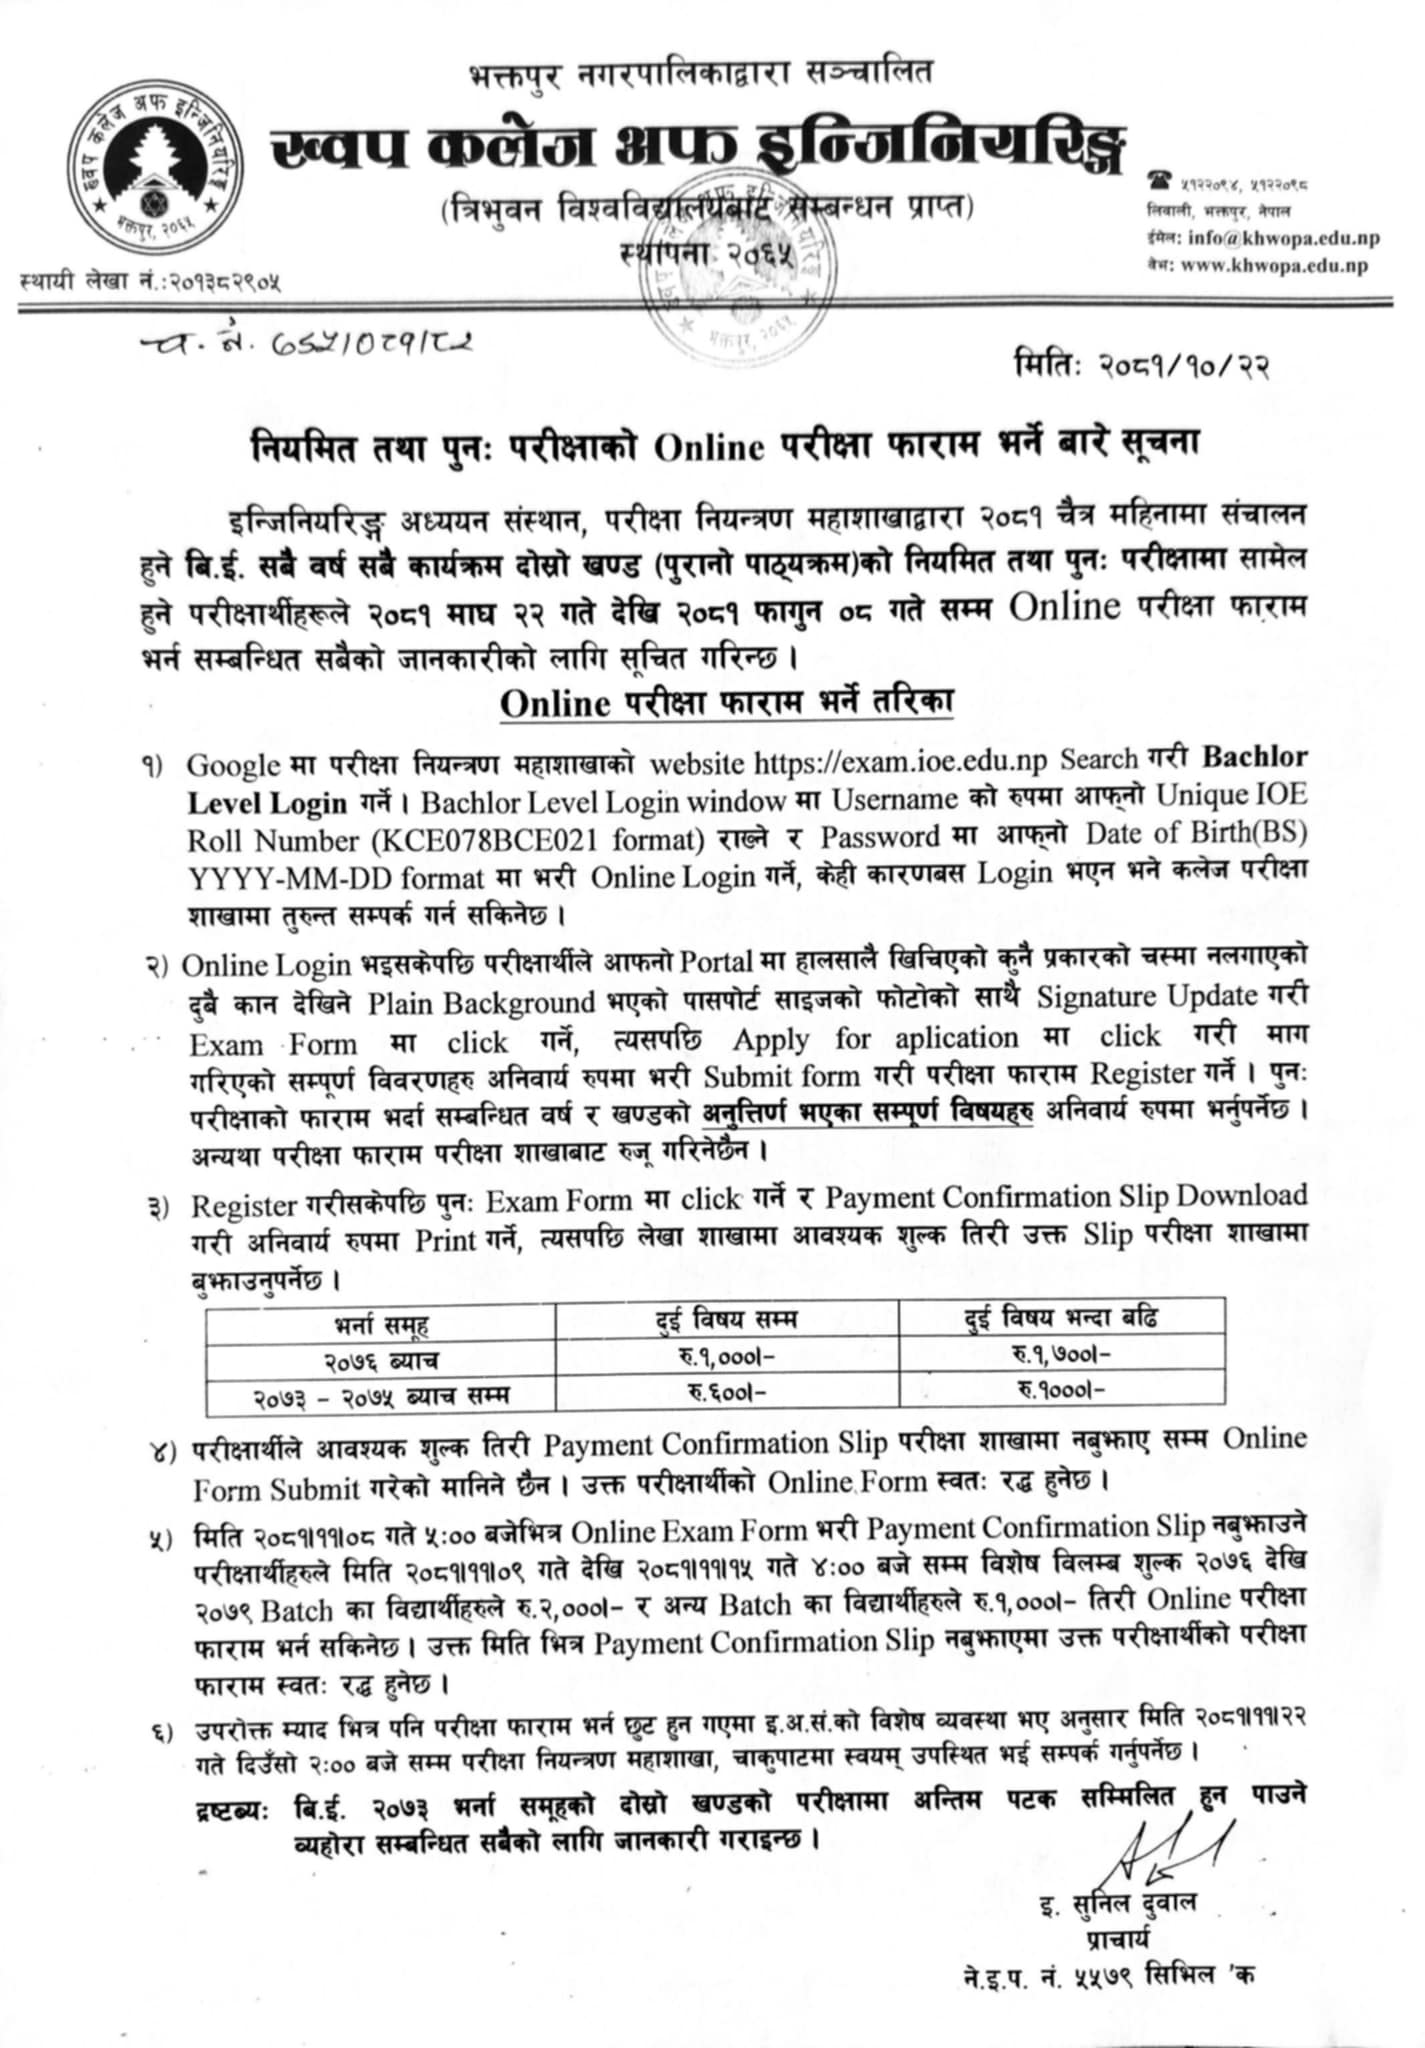 भक्तपुर नगरपालिकाद्वारा सञ्चालित
ख्वप कलेज अफ इन्जिनियरिङ्ग
(त्रिभुवन विश्वविद्यालयबाट सम्बन्धन प्राप्त)
स्थापना २०६५
ख्वप कलेज अफ इन्जिनियरिङ्ग
भक्तपुर, २०६५
☎ ५१२२०९४, ५१२२०९८
लिवाली, भक्तपुर, नेपाल
ईमेल: info@khwopa.edu.np
वेभ: www.khwopa.edu.np
स्थायी लेखा नं.:२०१३८२९०५
भक्तपुर, २०६५
च. नं. ७६५/०८१/८२
मिति: २०८१/१०/२२
नियमित तथा पुनः परीक्षाको Online परीक्षा फाराम भर्ने बारे सूचना
इन्जिनियरिङ्ग अध्ययन संस्थान, परीक्षा नियन्त्रण महाशाखाद्वारा २०८१ चैत्र महिनामा संचालन
हुने बि.ई. सबै वर्ष सबै कार्यक्रम दोस्रो खण्ड (पुरानो पाठ्यक्रम)को नियमित तथा पुनः परीक्षामा सामेल
हुने परीक्षार्थीहरूले २०८१ माघ २२ गते देखि २०८१ फागुन ०८ गते सम्म Online परीक्षा फाराम
भर्न सम्बन्धित सबैको जानकारीको लागि सूचित गरिन्छ ।
Online परीक्षा फाराम भर्ने तरिका
१) Google मा परीक्षा नियन्त्रण महाशाखाको website https://exam.ioe.edu.np Search गरी Bachlor
Level Login गर्ने । Bachlor Level Login window मा Username को रुपमा आफ्नो Unique IOE
Roll Number (KCE078BCE021 format) राख्ने र Password मा आफ्नो Date of Birth(BS)
YYYY-MM-DD format मा भरी Online Login गर्ने, केही कारणबस Login भएन भने कलेज परीक्षा
शाखामा तुरुन्त सम्पर्क गर्न सकिनेछ ।
२) Online Login भइसकेपछि परीक्षार्थीले आफनो Portal मा हालसालै खिचिएको कुनै प्रकारको चस्मा नलगाएको
दुबै कान देखिने Plain Background भएको पासपोर्ट साइजको फोटोको साथै Signature Update गरी
Exam Form मा click गर्ने, त्यसपछि Apply for aplication मा click गरी माग
गरिएको सम्पूर्ण विवरणहरु अनिवार्य रुपमा भरी Submit form गरी परीक्षा फाराम Register गर्ने । पुनः
परीक्षाको फाराम भर्दा सम्बन्धित वर्ष र खण्डको अनुत्तिर्ण भएका सम्पूर्ण विषयहरु अनिवार्य रुपमा भर्नुपर्नेछ ।
अन्यथा परीक्षा फाराम परीक्षा शाखाबाट रुजू गरिनेछैन ।
३) Register गरीसकेपछि पुनः Exam Form मा click गर्ने र Payment Confirmation Slip Download
गरी अनिवार्य रुपमा Print गर्ने, त्यसपछि लेखा शाखामा आवश्यक शुल्क तिरी उक्त Slip परीक्षा शाखामा
बुझाउनुपर्नेछ ।
भर्ना समूह दुई विषय सम्म दुई विषय भन्दा बढि
२०७६ ब्याच रु.१,०००।- रु.१,७००।-
२०७३ - २०७५ ब्याच सम्म रु.६००।- रु.१०००।-
४) परीक्षार्थीले आवश्यक शुल्क तिरी Payment Confirmation Slip परीक्षा शाखामा नबुझाए सम्म Online
Form Submit गरेको मानिने छैन । उक्त परीक्षार्थीको Online Form स्वतः रद्ध हुनेछ ।
५) मिति २०८१।११।०८ गते ५:०० बजेभित्र Online Exam Form भरी Payment Confirmation Slip नबुझाउने
परीक्षार्थीहरुले मिति २०८१।११।०९ गते देखि २०८१।११।१५ गते ४:०० बजे सम्म विशेष विलम्ब शुल्क २०७६ देखि
२०७९ Batch का विद्यार्थीहरुले रु.२,०००।- र अन्य Batch का विद्यार्थीहरुले रु.१,०००।- तिरी Online परीक्षा
फाराम भर्न सकिनेछ । उक्त मिति भित्र Payment Confirmation Slip नबुझाएमा उक्त परीक्षार्थीको परीक्षा
फाराम स्वतः रद्ध हुनेछ ।
६) उपरोक्त म्याद भित्र पनि परीक्षा फाराम भर्न छुट हुन गएमा इ.अ.सं.को विशेष व्यवस्था भए अनुसार मिति २०८१।११।२२
गते दिउँसो २:०० बजे सम्म परीक्षा नियन्त्रण महाशाखा, चाकुपाटमा स्वयम् उपस्थित भई सम्पर्क गर्नुपर्नेछ ।
द्रष्टब्यः बि.ई. २०७३ भर्ना समूहको दोस्रो खण्डको परीक्षामा अन्तिम पटक सम्मिलित हुन पाउने
व्यहोरा सम्बन्धित सबैको लागि जानकारी गराइन्छ ।
इ. सुनिल दुवाल
प्राचार्य
ने.इ.प. नं. ५५७९ सिभिल 'क